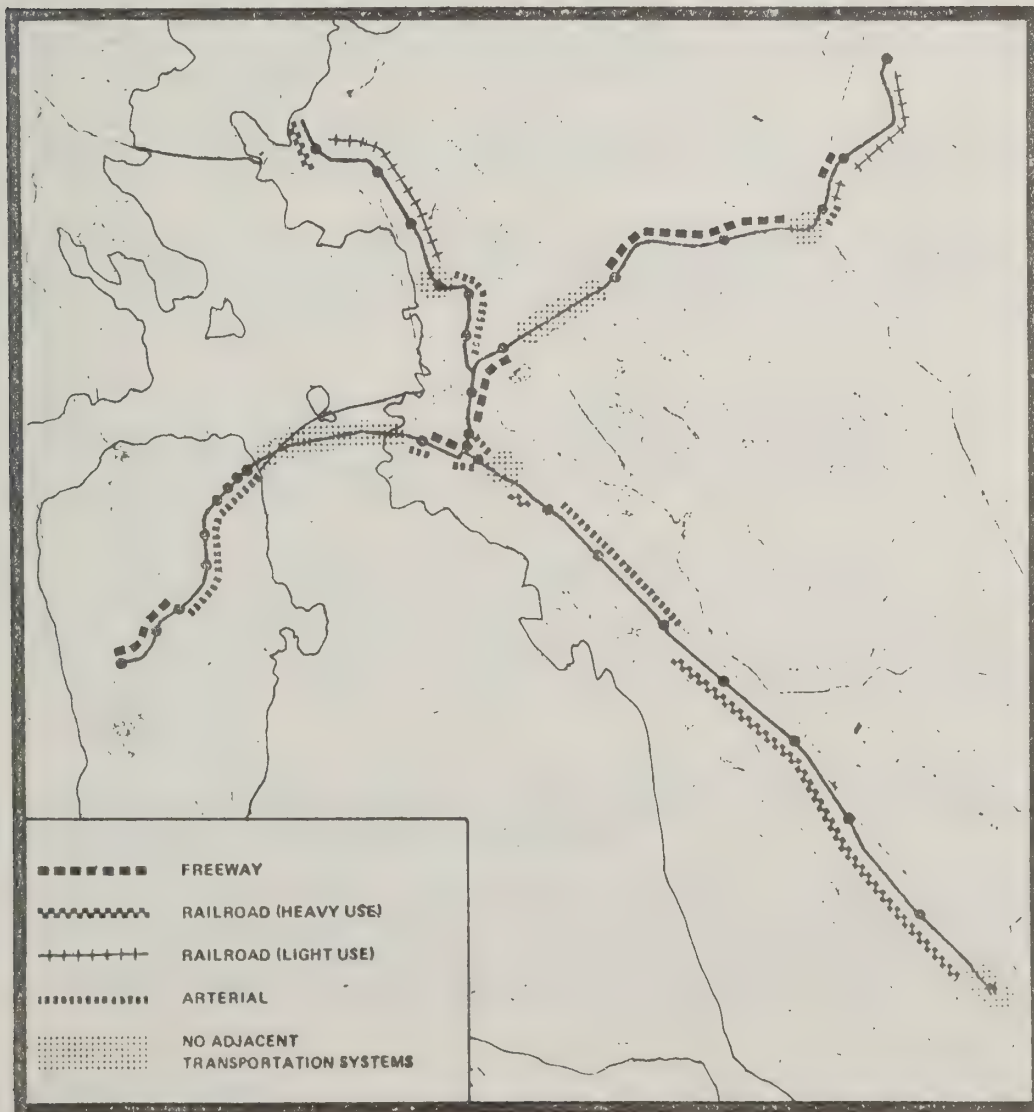 FREEWAY
RAILROAD (HEAVY USE)
RAILROAD (LIGHT USE)
ARTERIAL
NO ADJACENT
TRANSPORTATION SYSTEMS